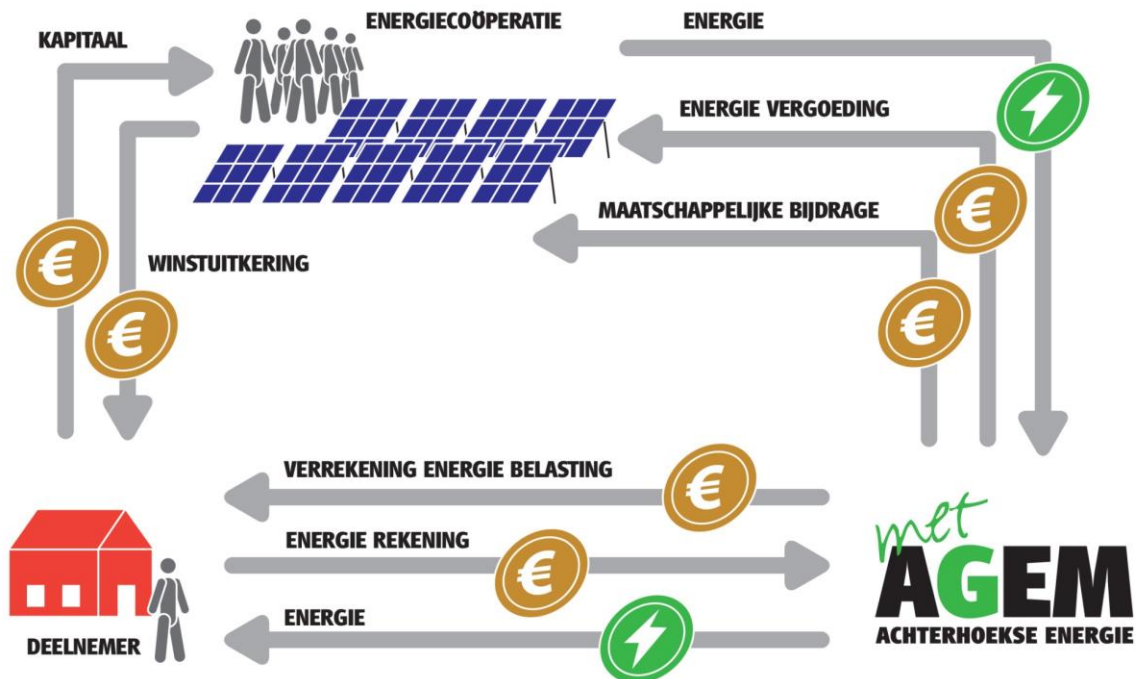 KAPITAAL
ENERGIECOÖPERATIE
ENERGIE
ENERGIE VERGOEDING
MAATSCHAPPELIJKE BIJDRAGE
€
€
WINSTUITKERING
€
€
VERREKENING ENERGIE BELASTING
€
ENERGIE REKENING
€
ENERGIE
DEELNEMER
met
AGEM
ACHTERHOEKSE ENERGIE